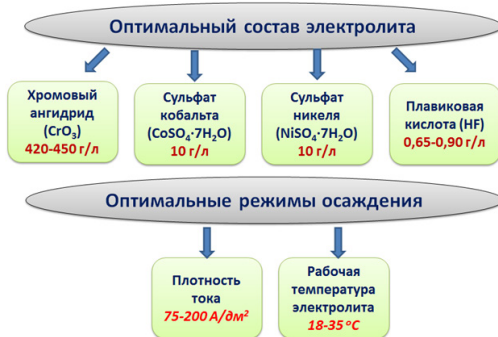 Оптимальный состав электролита
Хромовый
ангидрид
(CrO₃)
420-450 г/л
Сульфат
кобальта
(CoSO₄·7H₂O)
10 г/л
Сульфат
никеля
(NiSO₄·7H₂O)
10 г/л
Плавиковая
кислота (HF)
0,65-0,90 г/л
Оптимальные режимы осаждения
Плотность
тока
75-200 А/дм²
Рабочая
температура
электролита
18-35 °С